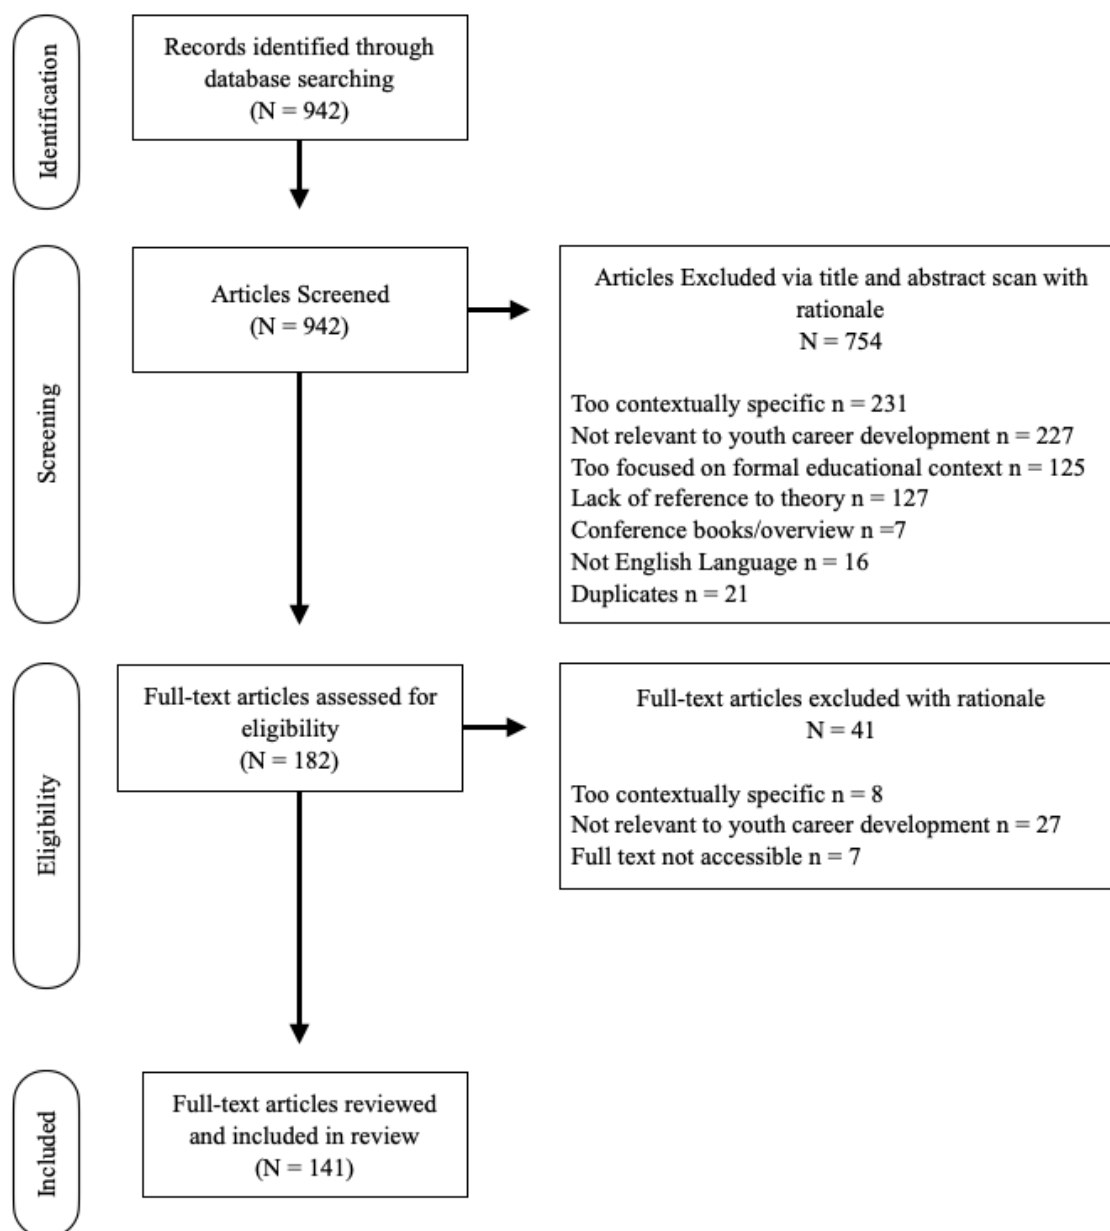 Identification
Records identified through
database searching
(N = 942)
Screening
Articles Screened
(N = 942)
Articles Excluded via title and abstract scan with
rationale
N = 754
Too contextually specific n = 231
Not relevant to youth career development n = 227
Too focused on formal educational context n = 125
Lack of reference to theory n = 127
Conference books/overview n =7
Not English Language n = 16
Duplicates n = 21
Eligibility
Full-text articles assessed for
eligibility
(N = 182)
Full-text articles excluded with rationale
N = 41
Too contextually specific n = 8
Not relevant to youth career development n = 27
Full text not accessible n = 7
Included
Full-text articles reviewed
and included in review
(N = 141)